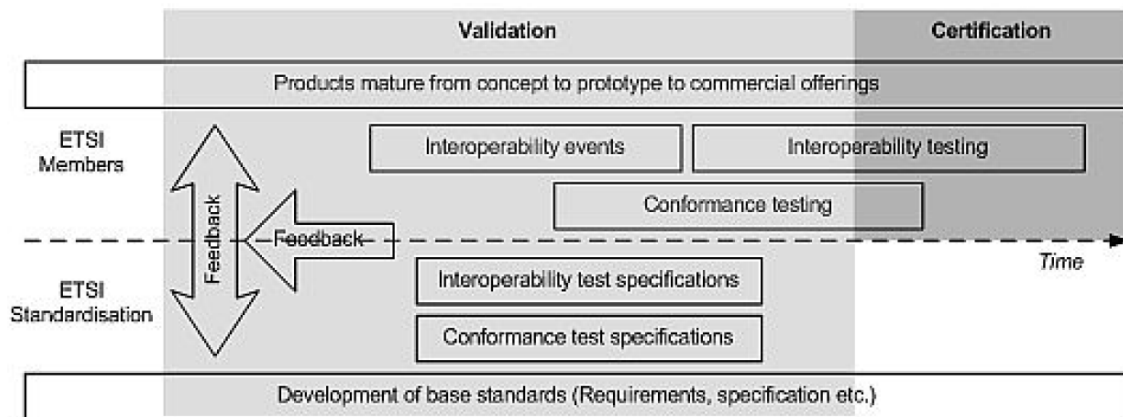 Validation
Certification
Products mature from concept to prototype to commercial offerings
ETSI
Members
Interoperability events
Interoperability testing
Conformance testing
Feedback
Feedback
Time
ETSI
Standardisation
Interoperability test specifications
Conformance test specifications
Development of base standards (Requirements, specification etc.)